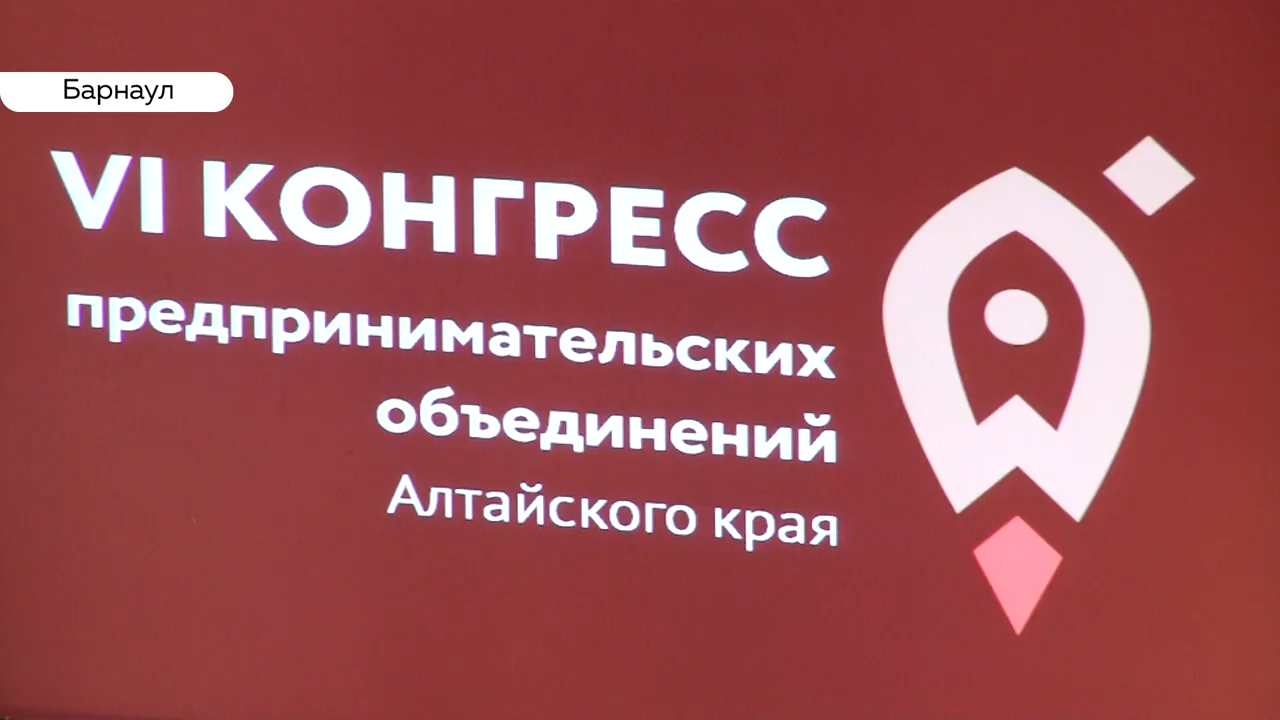 Барнаул
VI КОНГРЕСС
предпринимательских
объединений
Алтайского края